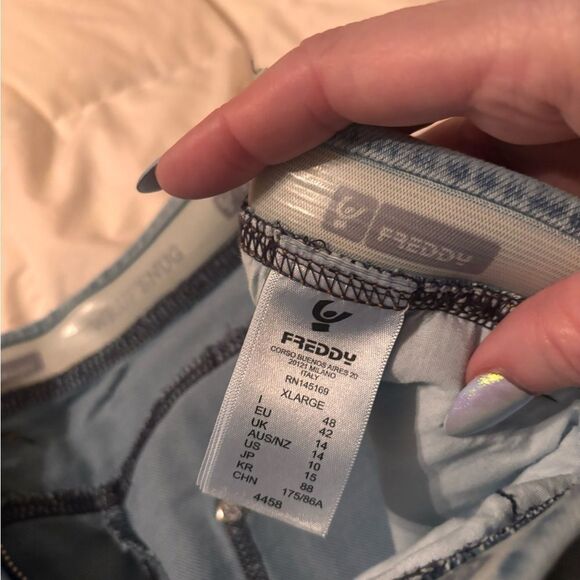 FREDDY
FREDDY
CORSO BUENOS AIRES 20
20121 MILANO
ITALY
RN145169
XLARGE
I 48
EU 42
UK 14
AUS/NZ 14
US 10
JP 15
KR 88
CHN 175/86A
4458